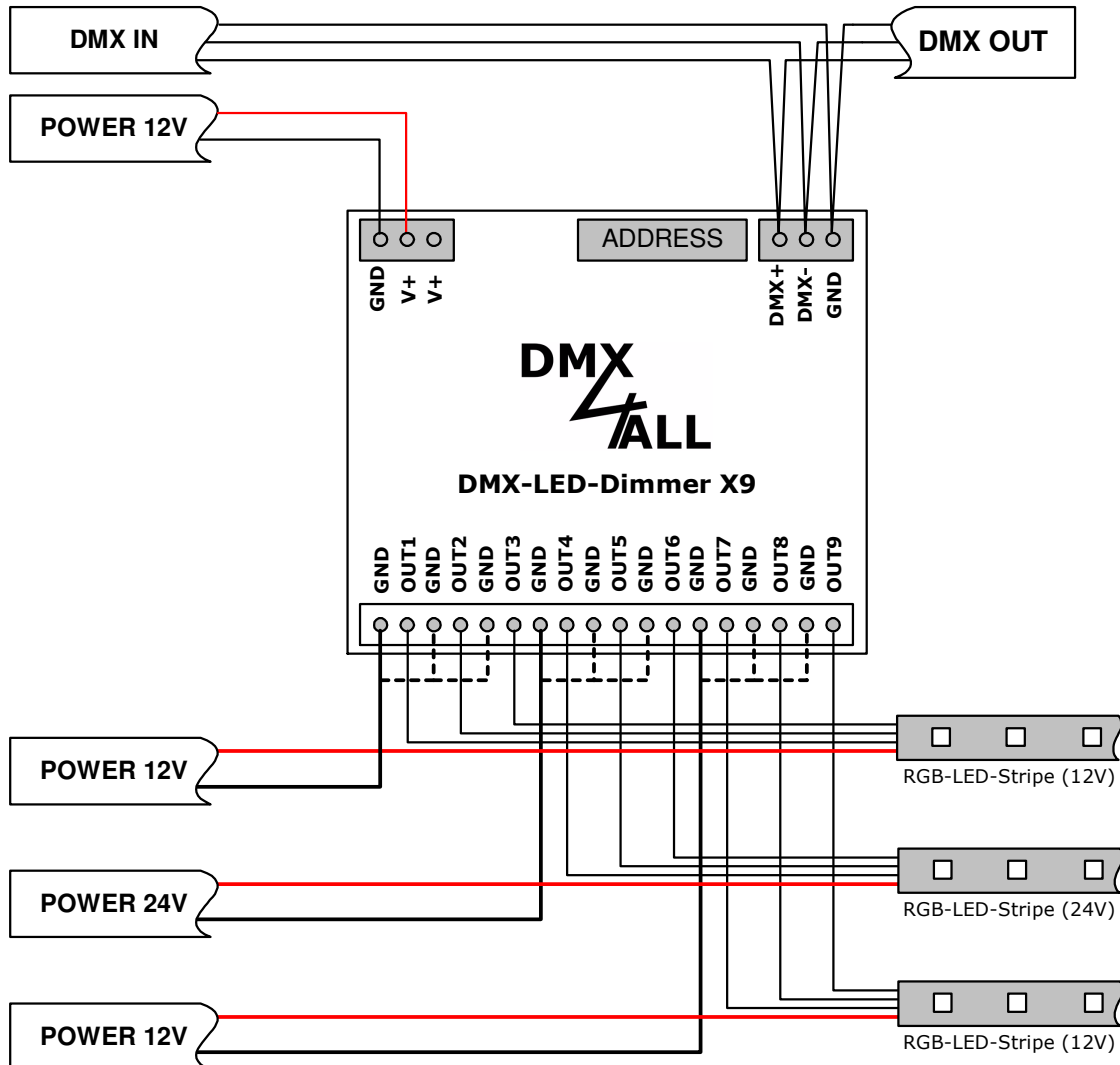 DMX IN
DMX OUT
POWER 12V
ADDRESS
GND
V+
V+
DMX+
DMX-
GND
DMX
4
ALL
DMX-LED-Dimmer X9
GND
OUT1
GND
OUT2
GND
OUT3
GND
OUT4
GND
OUT5
GND
OUT6
GND
OUT7
GND
OUT8
GND
OUT9
POWER 12V
RGB-LED-Stripe (12V)
POWER 24V
RGB-LED-Stripe (24V)
POWER 12V
RGB-LED-Stripe (12V)